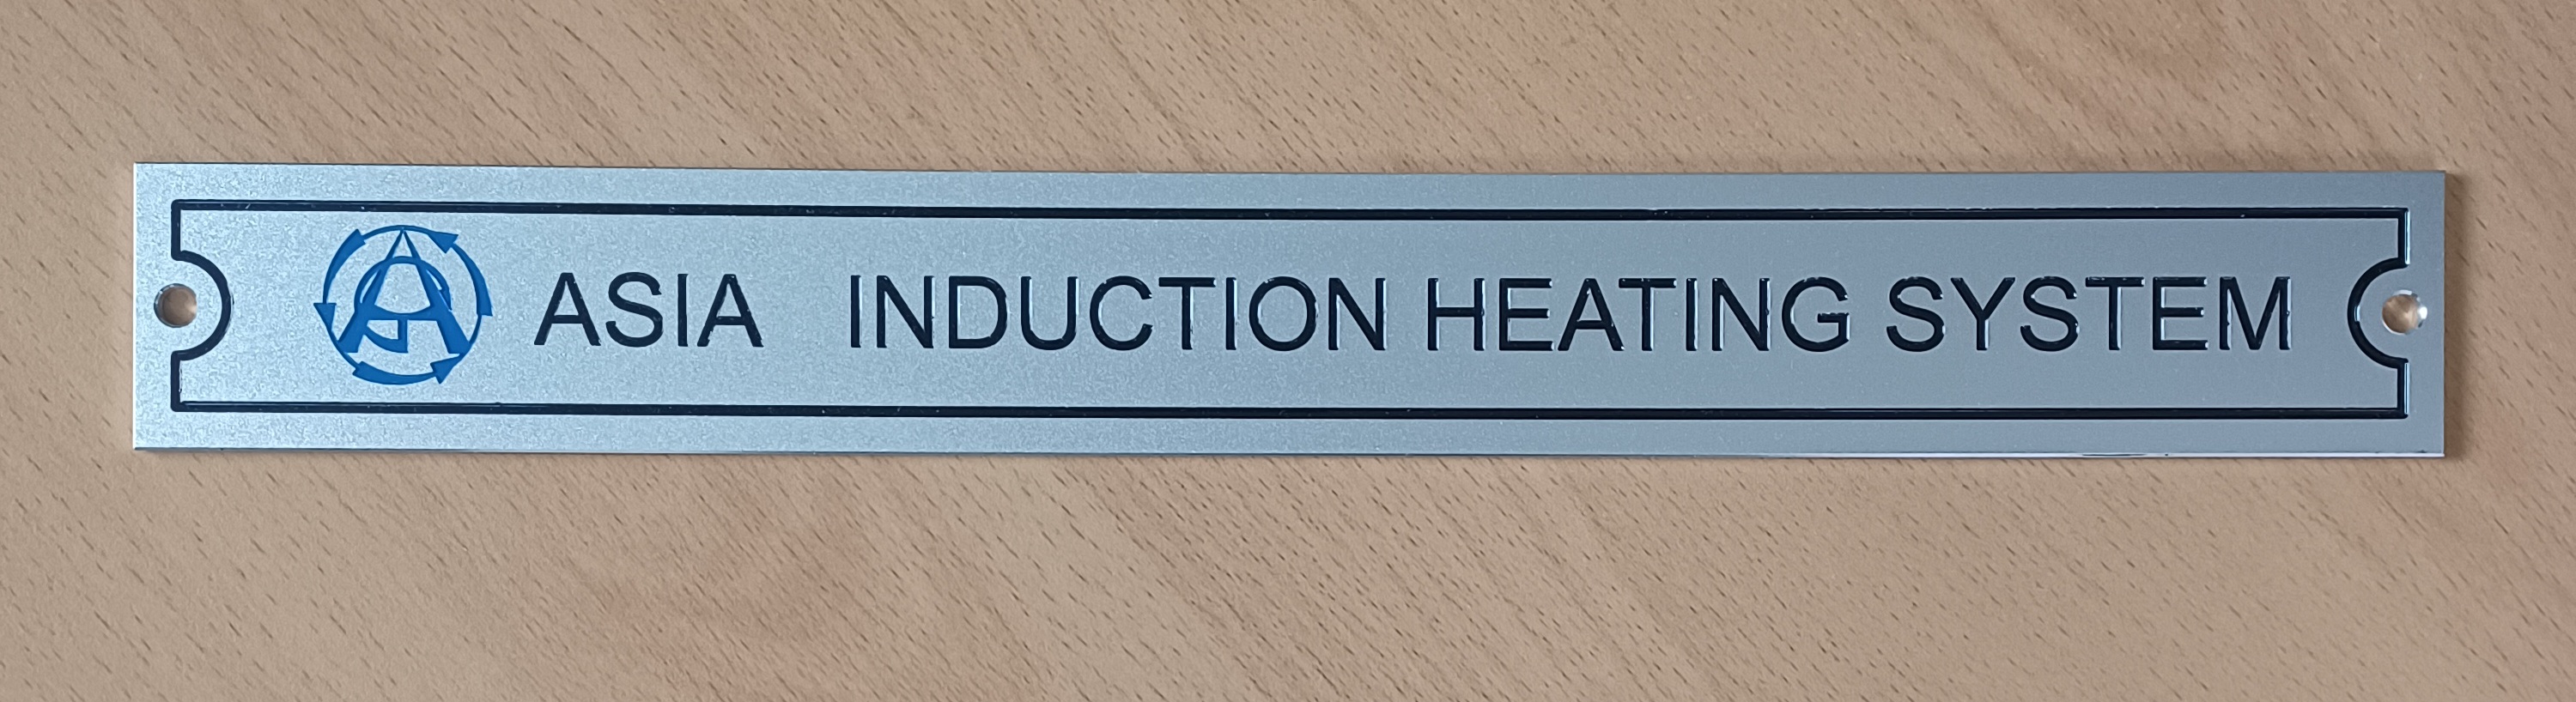 ASIA INDUCTION HEATING SYSTEM